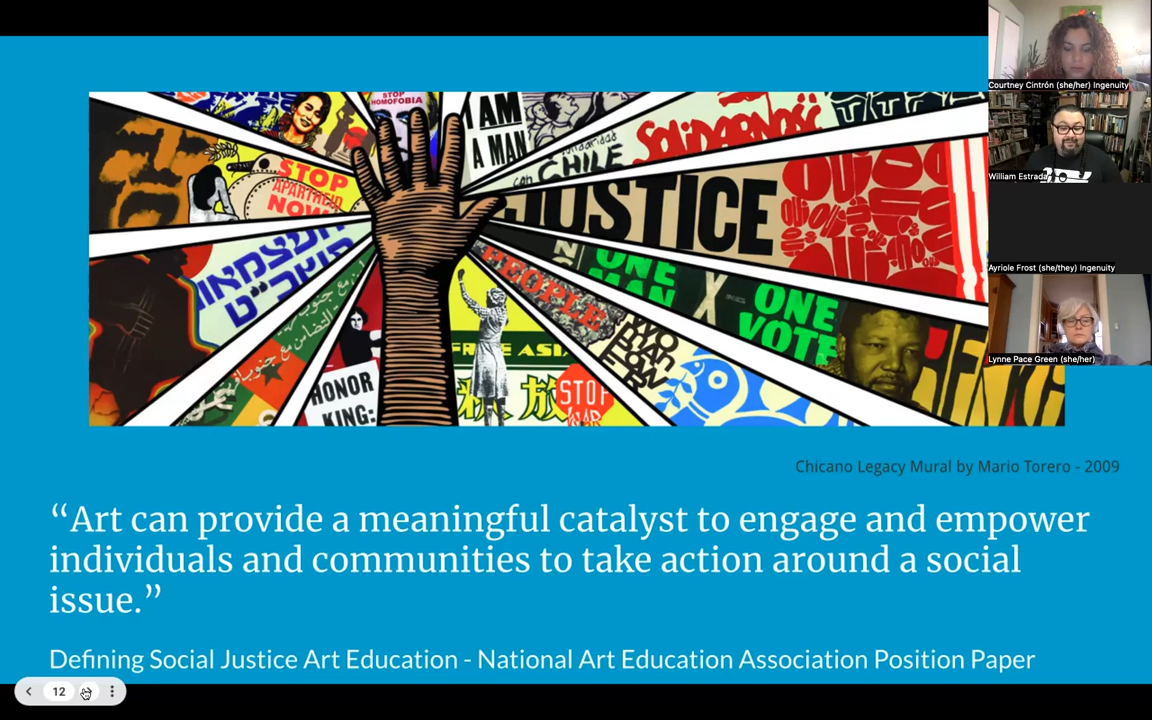 Courtney Cintrón (she/her) Ingenuity
William Estrada
Ayriole Frost (she/they) Ingenuity
Lynne Pace Green (she/her)
STOP
HOMOFOBIA
I AM
A MAN
CHILE
SOLIDARNOŚĆ
STOP
APARTHEID
NOW
JUSTICE
PEOPLE
ONE
MAN
ONE
VOTE
HONOR
KING:
ASIA
放
STOP
Chicano Legacy Mural by Mario Torero - 2009
“Art can provide a meaningful catalyst to engage and empower
individuals and communities to take action around a social
issue.”
Defining Social Justice Art Education - National Art Education Association Position Paper
12